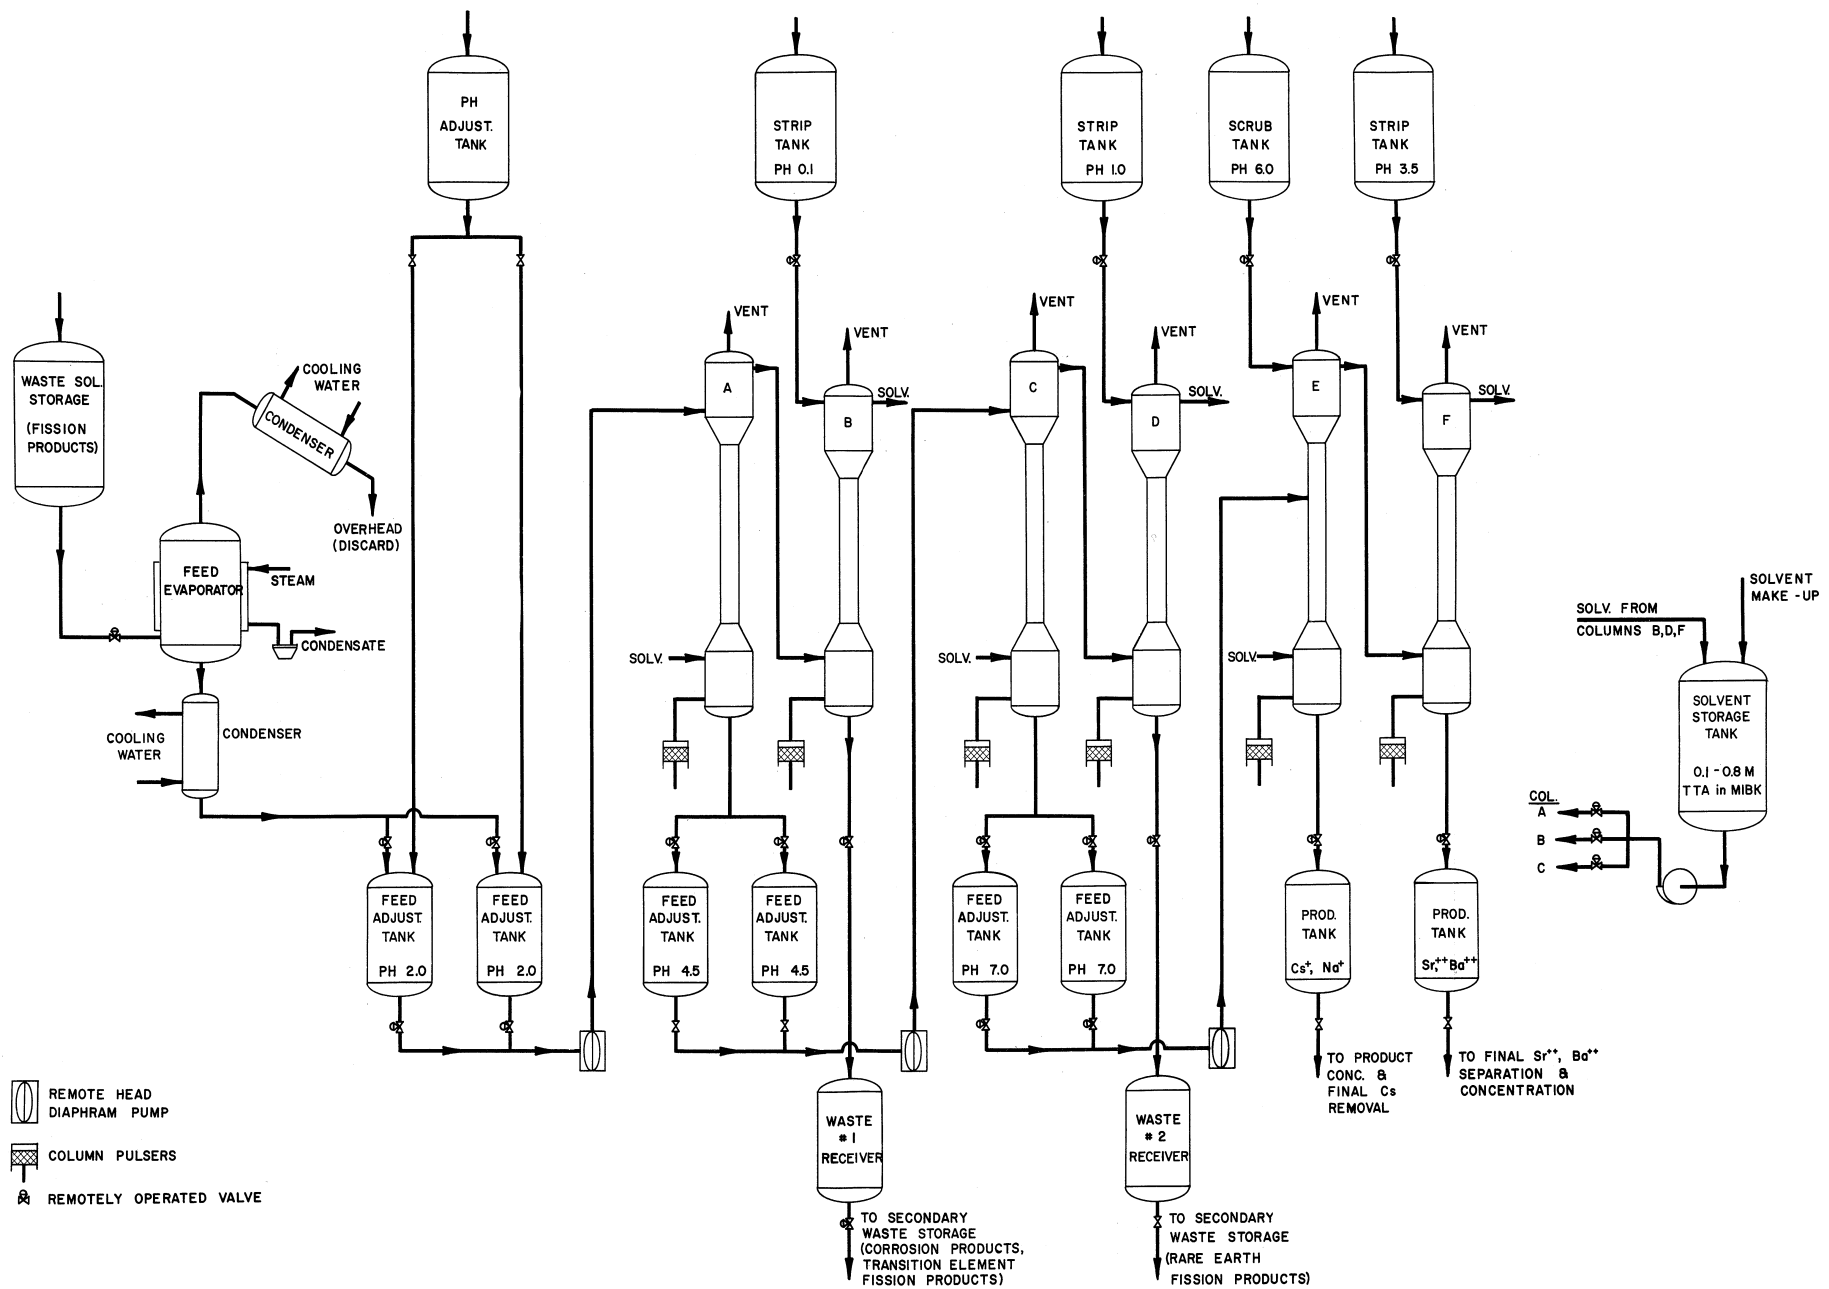 PH
ADJUST.
TANK
STRIP
TANK
PH 0.1
STRIP
TANK
PH 1.0
SCRUB
TANK
PH 6.0
STRIP
TANK
PH 3.5
WASTE SOL.
STORAGE
(FISSION
PRODUCTS)
COOLING
WATER
CONDENSER
OVERHEAD
(DISCARD)
FEED
EVAPORATOR
STEAM
CONDENSATE
CONDENSER
COOLING
WATER
VENT
A
SOLV.
VENT
B
SOLV.
VENT
C
SOLV.
VENT
D
SOLV.
VENT
E
SOLV.
VENT
F
SOLV.
SOLV. FROM
COLUMNS B,D,F
SOLVENT
MAKE-UP
SOLVENT
STORAGE
TANK
0.1-0.8 M
TTA in MIBK
COL.
A
B
C
FEED
ADJUST.
TANK
PH 2.0
FEED
ADJUST.
TANK
PH 2.0
FEED
ADJUST.
TANK
PH 4.5
FEED
ADJUST.
TANK
PH 4.5
FEED
ADJUST.
TANK
PH 7.0
FEED
ADJUST.
TANK
PH 7.0
PROD.
TANK
Cs⁺, Na⁺
PROD.
TANK
Sr,⁺⁺Ba⁺⁺
TO PRODUCT
CONC. &
FINAL Cs
REMOVAL
TO FINAL Sr⁺⁺, Ba⁺⁺
SEPARATION &
CONCENTRATION
WASTE
#1
RECEIVER
WASTE
#2
RECEIVER
TO SECONDARY
WASTE STORAGE
(CORROSION PRODUCTS,
TRANSITION ELEMENT
FISSION PRODUCTS)
TO SECONDARY
WASTE STORAGE
(RARE EARTH
FISSION PRODUCTS)
REMOTE HEAD
DIAPHRAM PUMP
COLUMN PULSERS
REMOTELY OPERATED VALVE